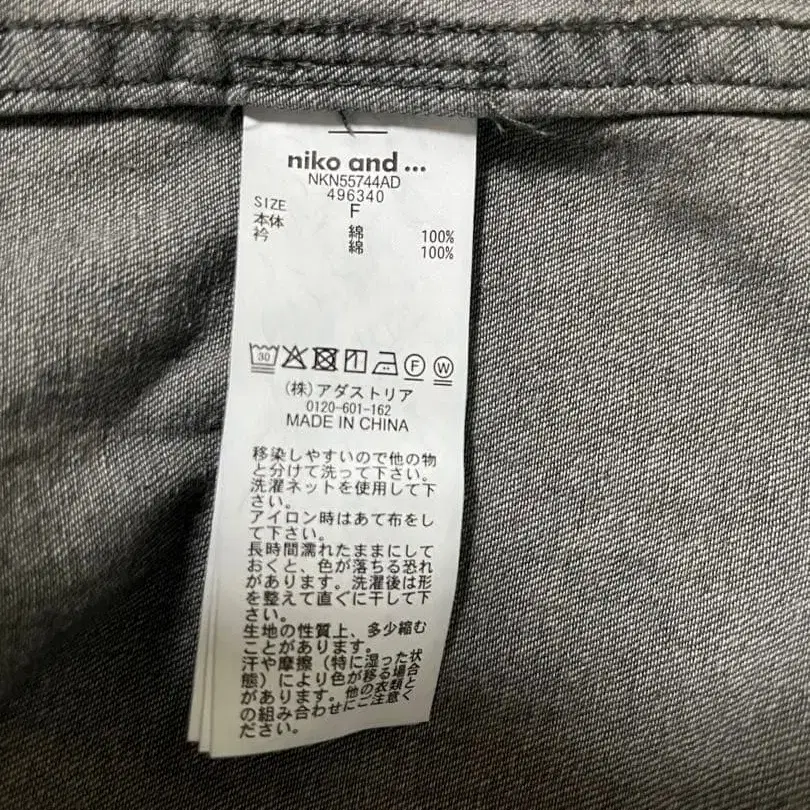 niko and ...
NKN55744AD
496340
SIZE F
本体 綿 100%
衿 綿 100%
30 F W
(株)アダストリア
0120-601-162
MADE IN CHINA
移染しやすいので他の物
と分けて洗って下さい。
洗濯ネットを使用して下
さい。
アイロン時はあて布をし
て下さい。
長時間濡れたままにして
おくと、色が落ちる恐れ
があります。洗濯後は形
を整えて直ぐに干して下
さい。
生地の性質上、多少縮む
ことがあります。
汗や摩擦(特に湿った状
態)により色が移る場合
があります。他の衣類と
の組み合わせにご注意く
ださい。